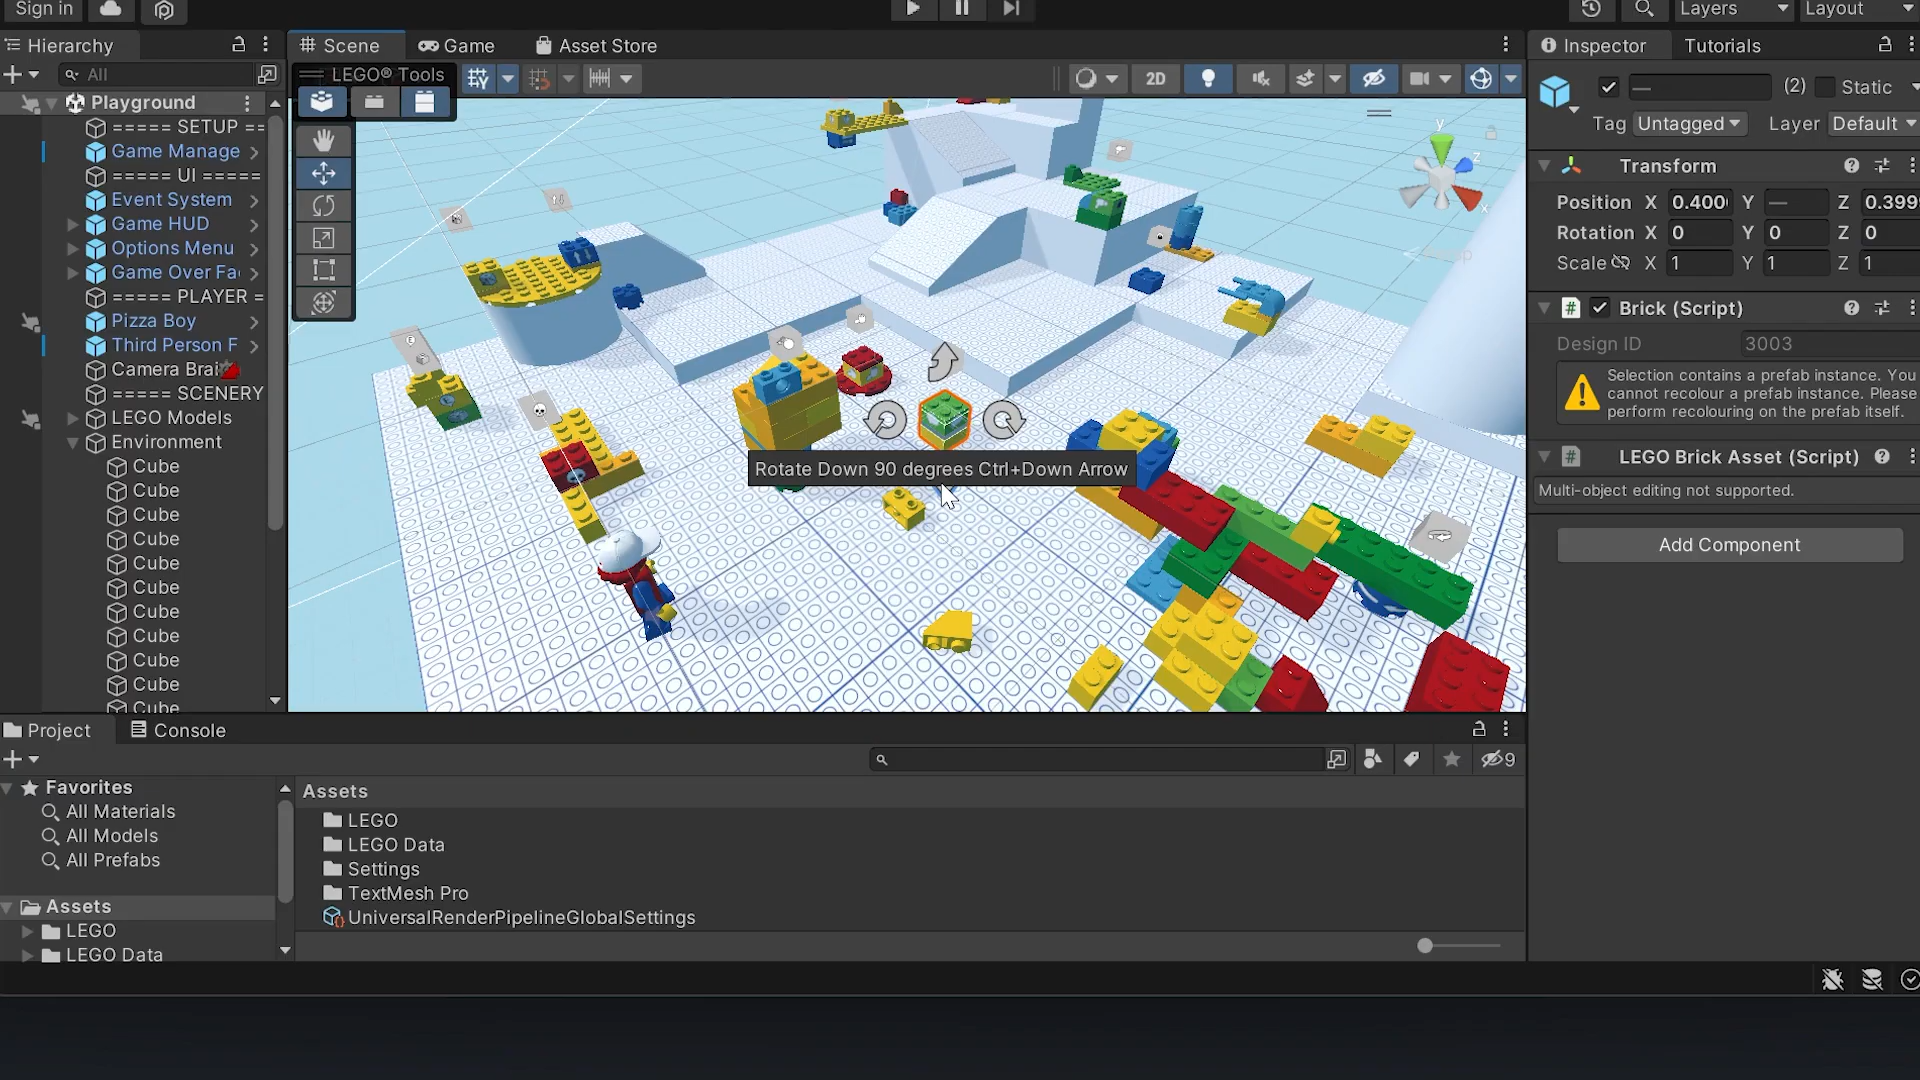 Sign in
Layers
Layout
Hierarchy
Scene
Game
Asset Store
Inspector
Tutorials
All
LEGO® Tools
2D
—
(2)
Static
Playground
Tag Untagged
Layer Default
===== SETUP ==
Game Manage
===== UI =====
Event System
Game HUD
Options Menu
Game Over Fa
===== PLAYER =
Pizza Boy
Third Person F
Camera Brai
===== SCENERY
LEGO Models
Environment
Cube
Cube
Cube
Cube
Cube
Cube
Cube
Cube
Cube
Cube
Cube
y
z
x
Rotate Down 90 degrees Ctrl+Down Arrow
Transform
Position X 0.400 Y — Z 0.399
Rotation X 0 Y 0 Z 0
Scale X 1 Y 1 Z 1
Brick (Script)
Design ID 3003
Selection contains a prefab instance. You
cannot recolour a prefab instance. Please
perform recolouring on the prefab itself.
LEGO Brick Asset (Script)
Multi-object editing not supported.
Add Component
Project
Console
9
Favorites
All Materials
All Models
All Prefabs
Assets
LEGO
LEGO Data
Assets
LEGO
LEGO Data
Settings
TextMesh Pro
UniversalRenderPipelineGlobalSettings